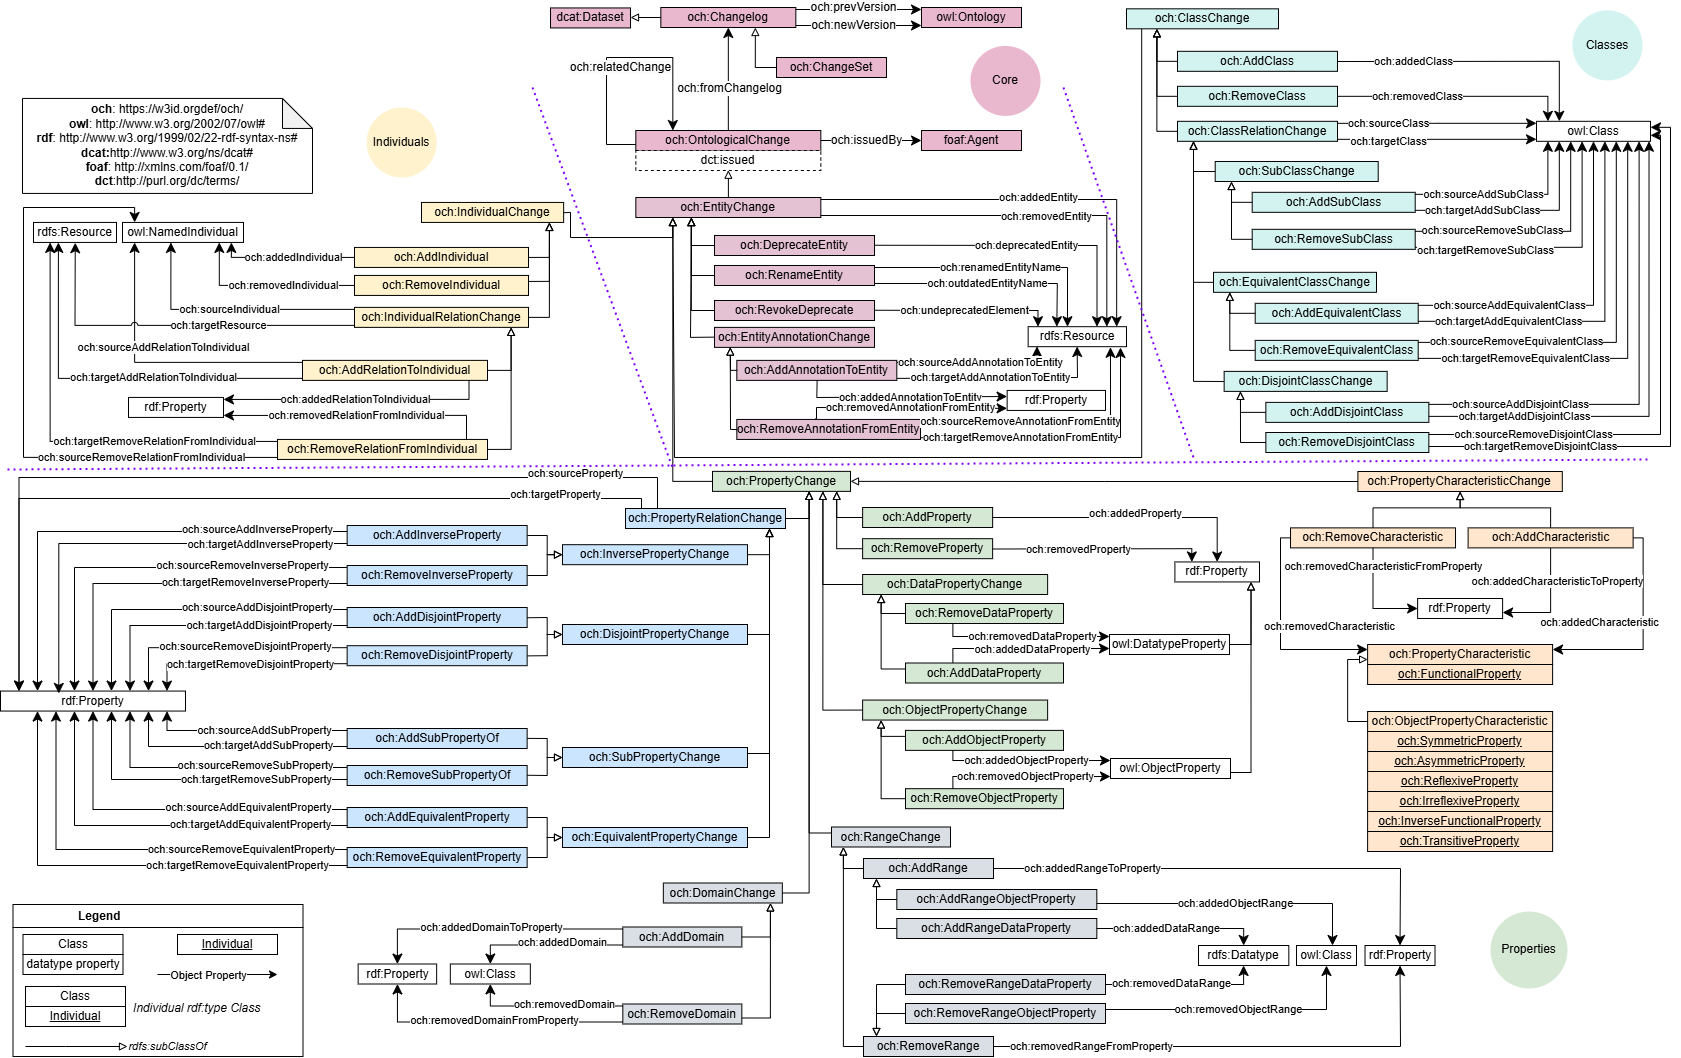 dcat:Dataset
och:Changelog
och:prevVersion
och:newVersion
owl:Ontology
och:ChangeSet
Core
och:relatedChange
och:fromChangelog
och:OntologicalChange
dct:issued
och:issuedBy
foaf:Agent
och: https://w3id.orgdef/och/
owl: http://www.w3.org/2002/07/owl#
rdf: http://www.w3.org/1999/02/22-rdf-syntax-ns#
dcat:http://www.w3.org/ns/dcat#
foaf: http://xmlns.com/foaf/0.1/
dct:http://purl.org/dc/terms/
Individuals
och:IndividualChange
rdfs:Resource
owl:NamedIndividual
och:addedIndividual
och:AddIndividual
och:removedIndividual
och:RemoveIndividual
och:sourceIndividual
och:IndividualRelationChange
och:targetResource
och:sourceAddRelationToIndividual
och:AddRelationToIndividual
och:targetAddRelationToIndividual
och:addedRelationToIndividual
rdf:Property
och:removedRelationFromIndividual
och:targetRemoveRelationFromIndividual
och:RemoveRelationFromIndividual
och:sourceRemoveRelationFromIndividual
och:EntityChange
och:addedEntity
och:removedEntity
och:DeprecateEntity
och:deprecatedEntity
och:RenameEntity
och:renamedEntityName
och:outdatedEntityName
och:RevokeDeprecate
och:undeprecatedElement
och:EntityAnnotationChange
rdfs:Resource
och:AddAnnotationToEntity
och:sourceAddAnnotationToEntity
och:targetAddAnnotationToEntity
och:addedAnnotationToEntity
och:removedAnnotationFromEntity
rdf:Property
och:RemoveAnnotationFromEntity
och:sourceRemoveAnnotationFromEntity
och:targetRemoveAnnotationFromEntity
och:ClassChange
Classes
och:AddClass
och:addedClass
och:RemoveClass
och:removedClass
och:ClassRelationChange
och:sourceClass
och:targetClass
owl:Class
och:SubClassChange
och:AddSubClass
och:sourceAddSubClass
och:targetAddSubClass
och:RemoveSubClass
och:sourceRemoveSubClass
och:targetRemoveSubClass
och:EquivalentClassChange
och:AddEquivalentClass
och:sourceAddEquivalentClass
och:targetAddEquivalentClass
och:RemoveEquivalentClass
och:sourceRemoveEquivalentClass
och:targetRemoveEquivalentClass
och:DisjointClassChange
och:AddDisjointClass
och:sourceAddDisjointClass
och:targetAddDisjointClass
och:RemoveDisjointClass
och:sourceRemoveDisjointClass
och:targetRemoveDisjointClass
och:sourceProperty
och:targetProperty
och:PropertyRelationChange
och:sourceAddInverseProperty
och:targetAddInverseProperty
och:AddInverseProperty
och:InversePropertyChange
och:sourceRemoveInverseProperty
och:targetRemoveInverseProperty
och:RemoveInverseProperty
och:sourceAddDisjointProperty
och:targetAddDisjointProperty
och:AddDisjointProperty
och:DisjointPropertyChange
och:sourceRemoveDisjointProperty
och:targetRemoveDisjointProperty
och:RemoveDisjointProperty
rdf:Property
och:sourceAddSubProperty
och:targetAddSubProperty
och:AddSubPropertyOf
och:SubPropertyChange
och:sourceRemoveSubProperty
och:targetRemoveSubProperty
och:RemoveSubPropertyOf
och:sourceAddEquivalentProperty
och:targetAddEquivalentProperty
och:AddEquivalentProperty
och:EquivalentPropertyChange
och:sourceRemoveEquivalentProperty
och:targetRemoveEquivalentProperty
och:RemoveEquivalentProperty
och:PropertyChange
och:AddProperty
och:addedProperty
och:RemoveProperty
och:removedProperty
rdf:Property
och:DataPropertyChange
och:RemoveDataProperty
och:removedDataProperty
och:addedDataProperty
owl:DatatypeProperty
och:AddDataProperty
och:ObjectPropertyChange
och:AddObjectProperty
och:addedObjectProperty
och:removedObjectProperty
owl:ObjectProperty
och:RemoveObjectProperty
och:PropertyCharacteristicChange
och:RemoveCharacteristic
och:AddCharacteristic
och:removedCharacteristicFromProperty
och:addedCharacteristicToProperty
rdf:Property
och:removedCharacteristic
och:addedCharacteristic
och:PropertyCharacteristic
och:FunctionalProperty
och:ObjectPropertyCharacteristic
och:SymmetricProperty
och:AsymmetricProperty
och:ReflexiveProperty
och:IrreflexiveProperty
och:InverseFunctionalProperty
och:TransitiveProperty
och:RangeChange
och:AddRange
och:addedRangeToProperty
och:AddRangeObjectProperty
och:addedObjectRange
och:AddRangeDataProperty
och:addedDataRange
rdfs:Datatype
owl:Class
rdf:Property
och:RemoveRangeDataProperty
och:removedDataRange
och:RemoveRangeObjectProperty
och:removedObjectRange
och:RemoveRange
och:removedRangeFromProperty
Properties
och:DomainChange
och:addedDomainToProperty
och:addedDomain
och:AddDomain
rdf:Property
owl:Class
och:removedDomain
och:removedDomainFromProperty
och:RemoveDomain
Legend
Class
datatype property
Individual
Object Property
Class
Individual
Individual rdf:type Class
rdfs:subClassOf